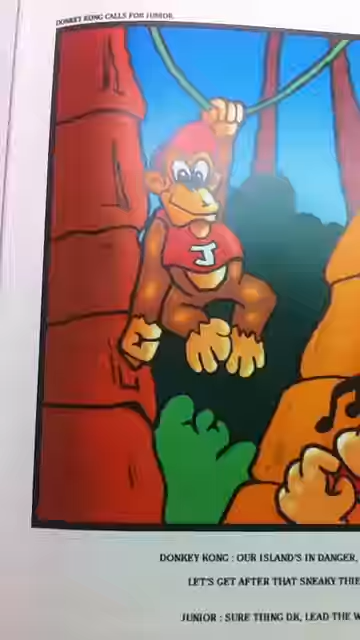 DONKEY KONG CALLS FOR JUNIOR.
J
DONKEY KONG : OUR ISLAND'S IN DANGER,
LET'S GET AFTER THAT SNEAKY
JUNIOR : SURE THING D.K, LEAD THE